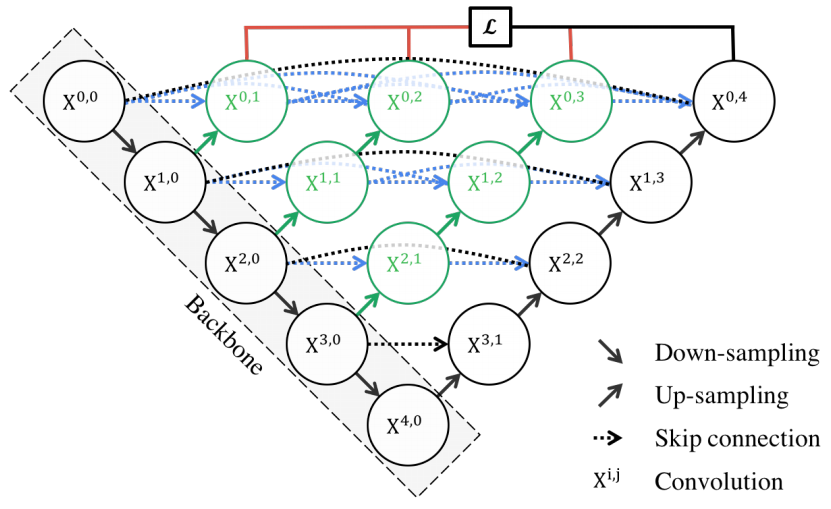 ℒ
X^0,0
X^0,1
X^0,2
X^0,3
X^0,4
X^1,0
X^1,1
X^1,2
X^1,3
X^2,0
X^2,1
X^2,2
Backbone
X^3,0
X^3,1
X^4,0
Down-sampling
Up-sampling
Skip connection
X^i,j Convolution